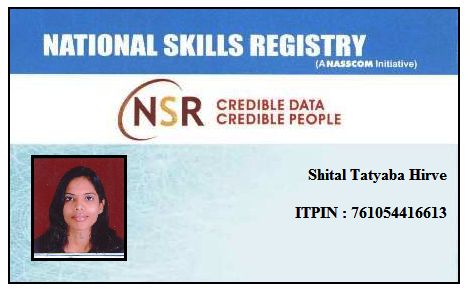 NATIONAL SKILLS REGISTRY
(A NASSCOM Initiative)
NSR CREDIBLE DATA
CREDIBLE PEOPLE
Shital Tatyaba Hirve
ITPIN : 761054416613